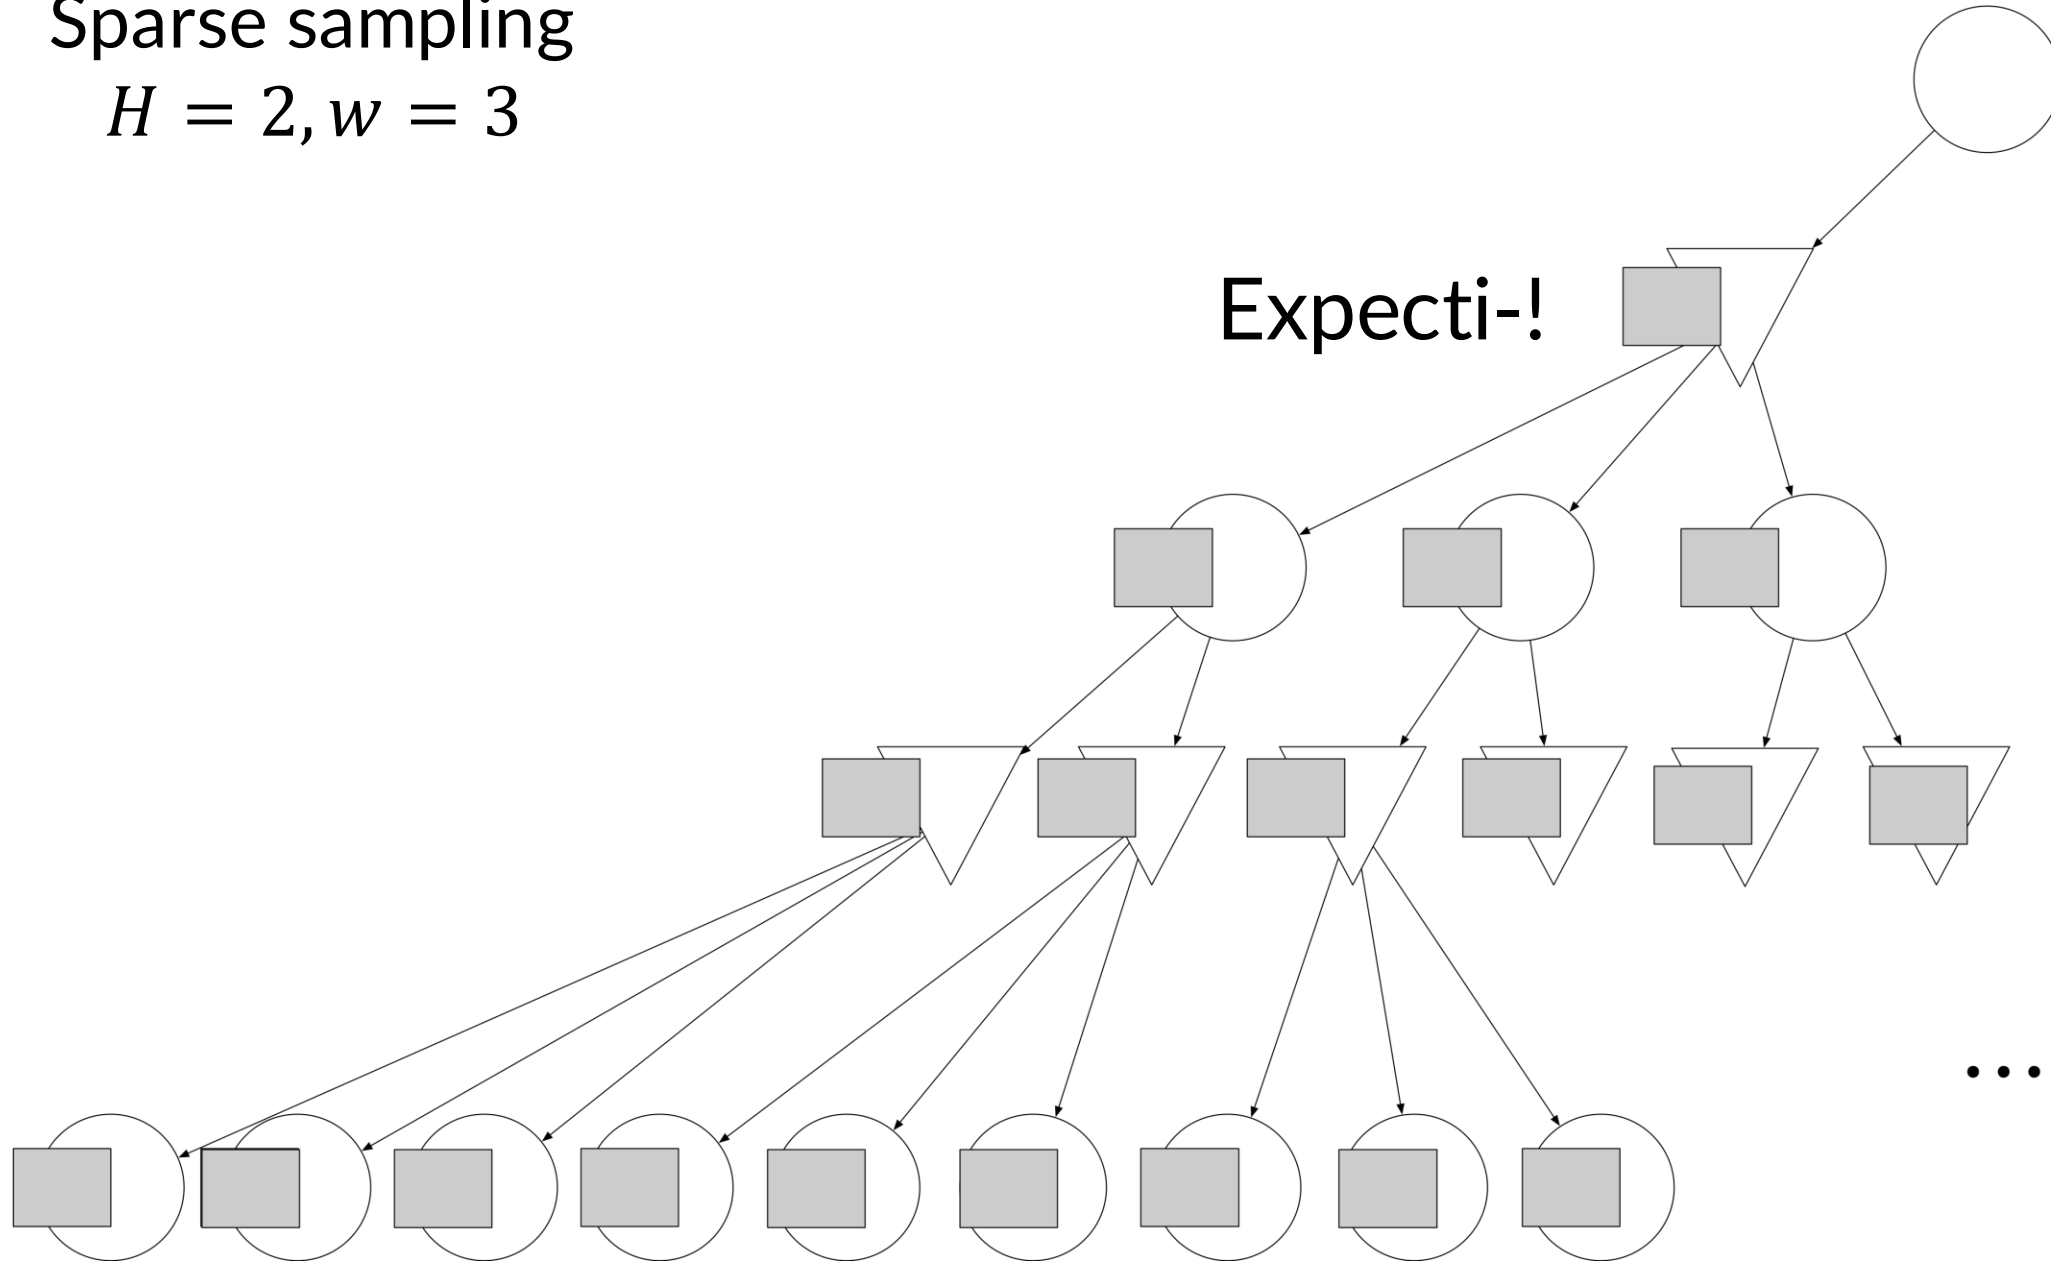 Sparse sampling
H = 2, w = 3
Expecti-!
...